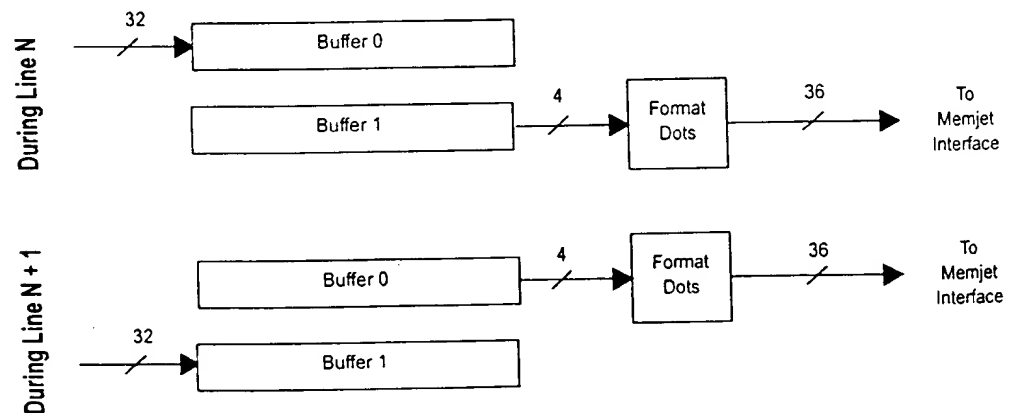 During Line N
32
Buffer 0
Buffer 1
4
Format
Dots
36
To
Memjet
Interface
During Line N + 1
Buffer 0
4
Format
Dots
36
To
Memjet
Interface
32
Buffer 1